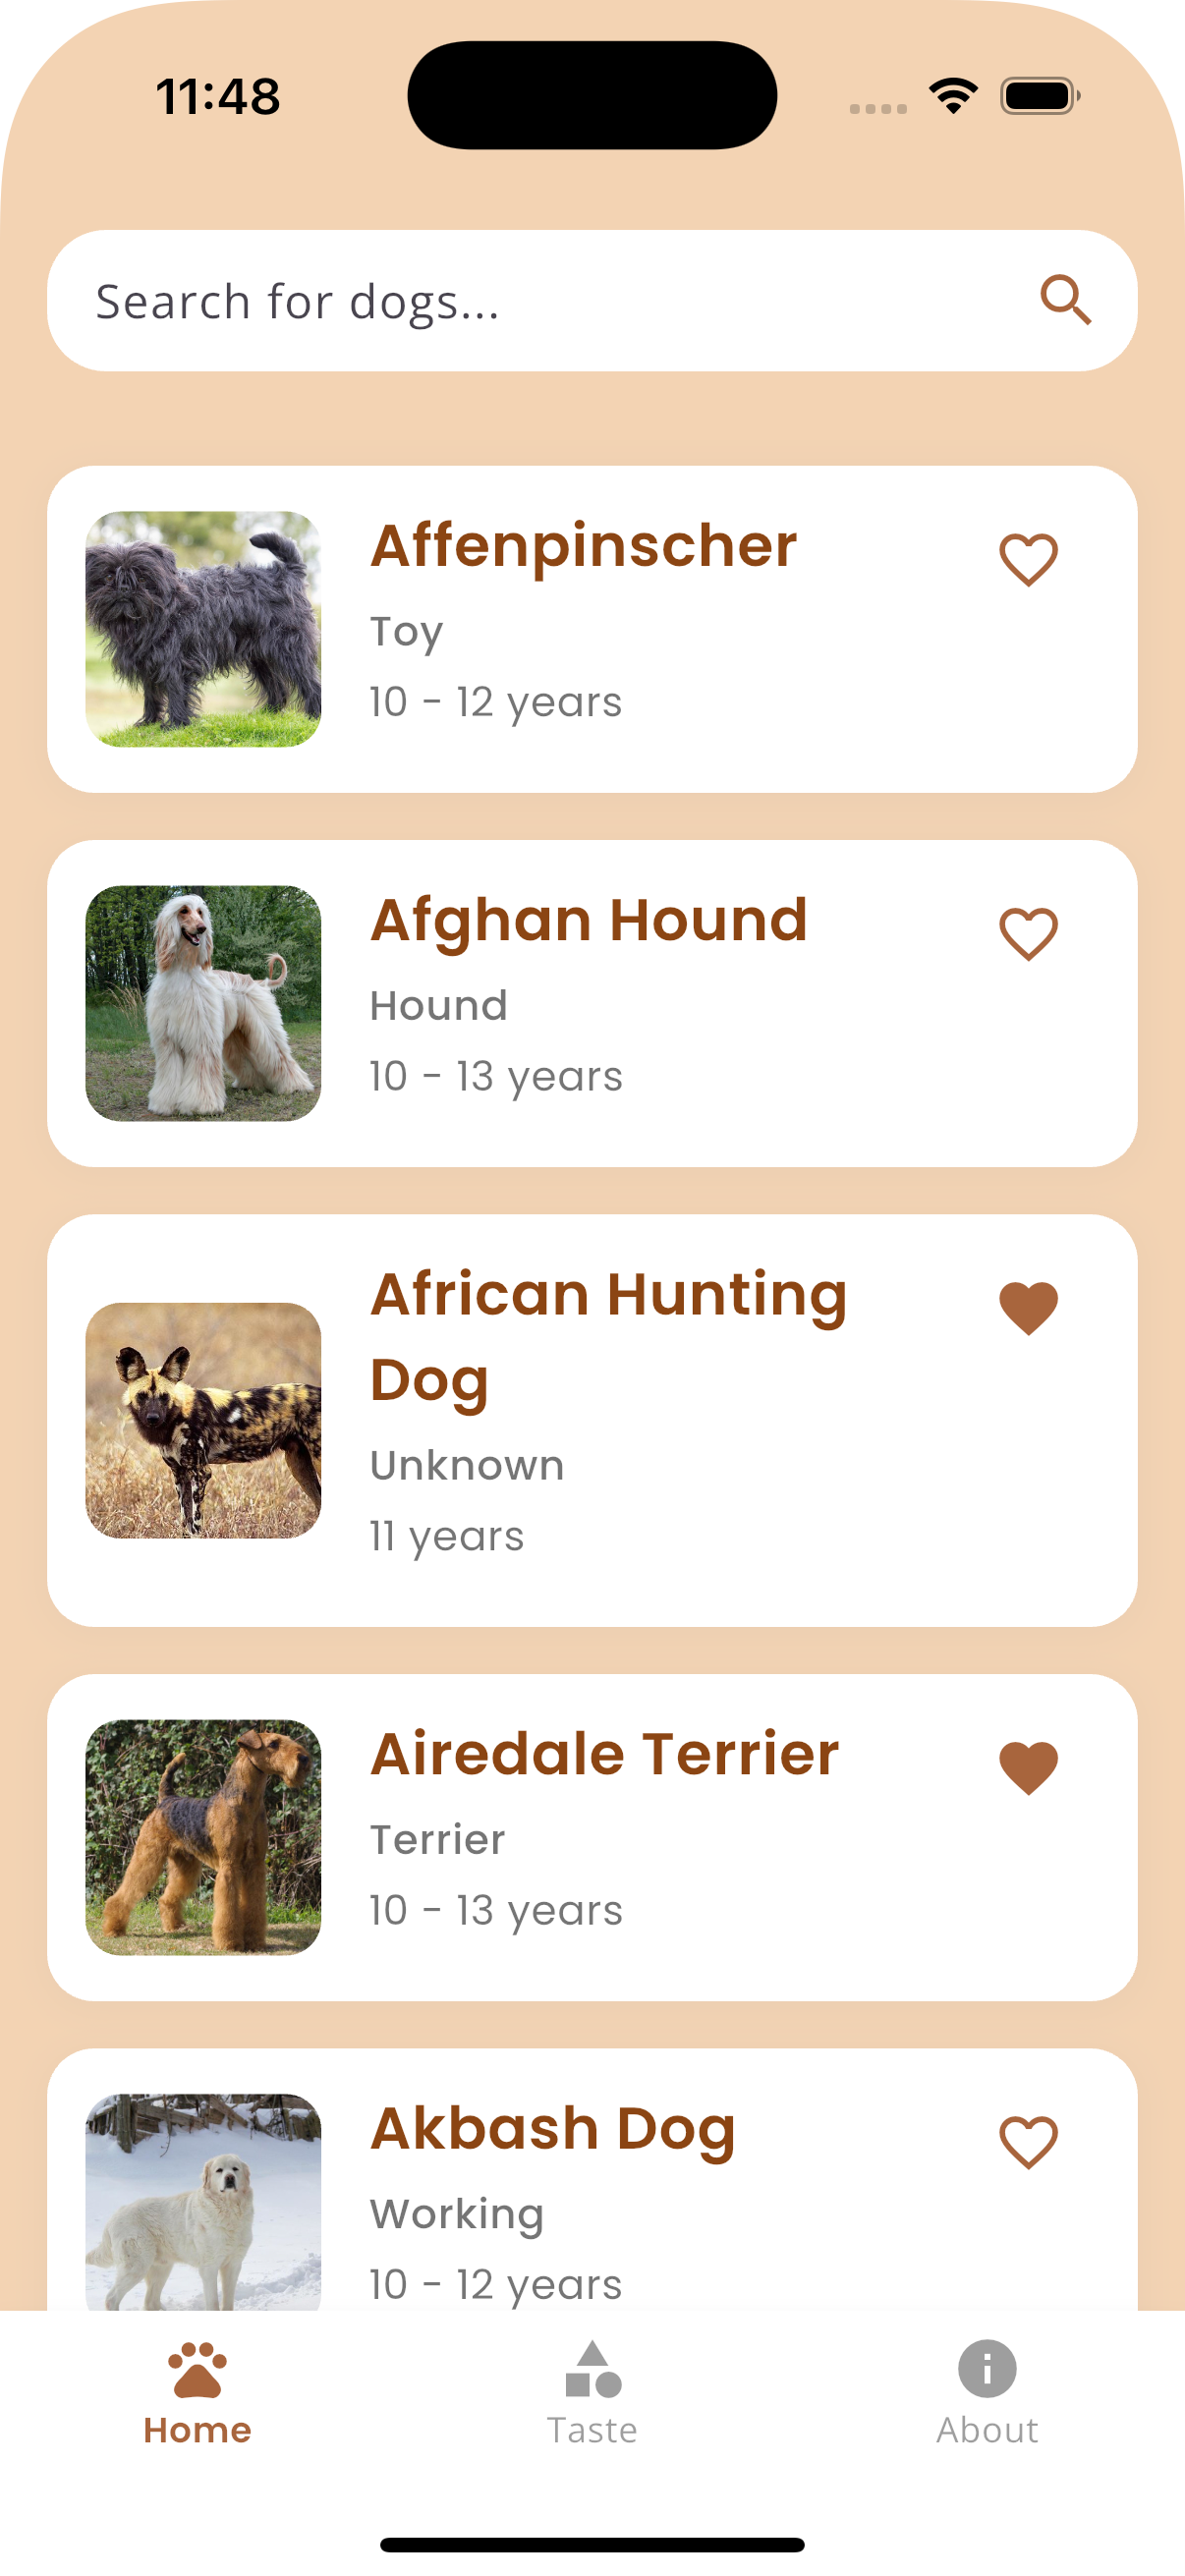 11:48
Search for dogs...
Affenpinscher
Toy
10 - 12 years
Afghan Hound
Hound
10 - 13 years
African Hunting
Dog
Unknown
11 years
Airedale Terrier
Terrier
10 - 13 years
Akbash Dog
Working
10 - 12 years
Home
Taste
About